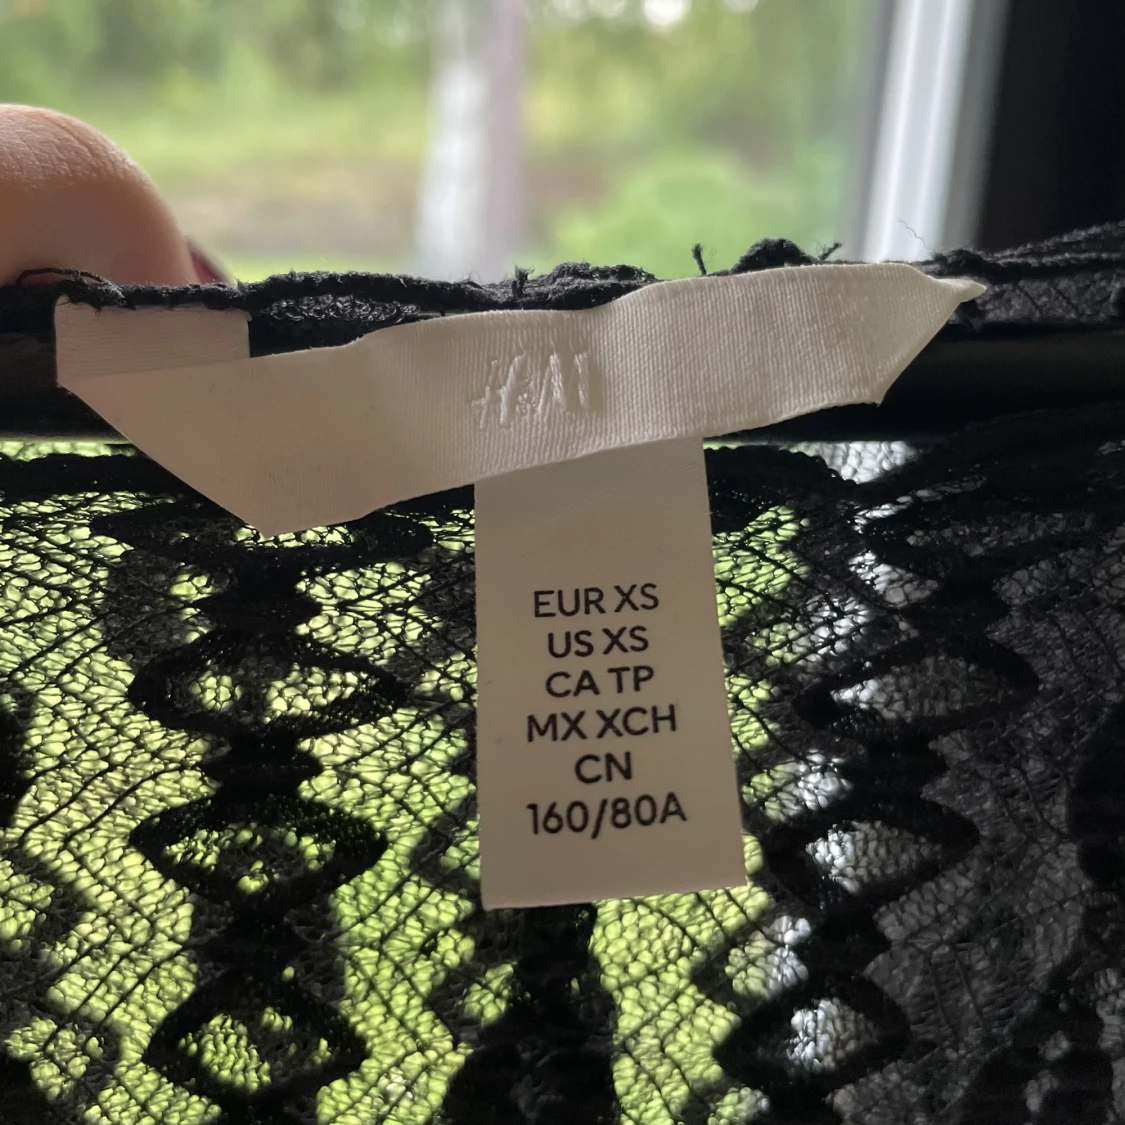 H&M
EUR XS
US XS
CA TP
MX XCH
CN
160/80A